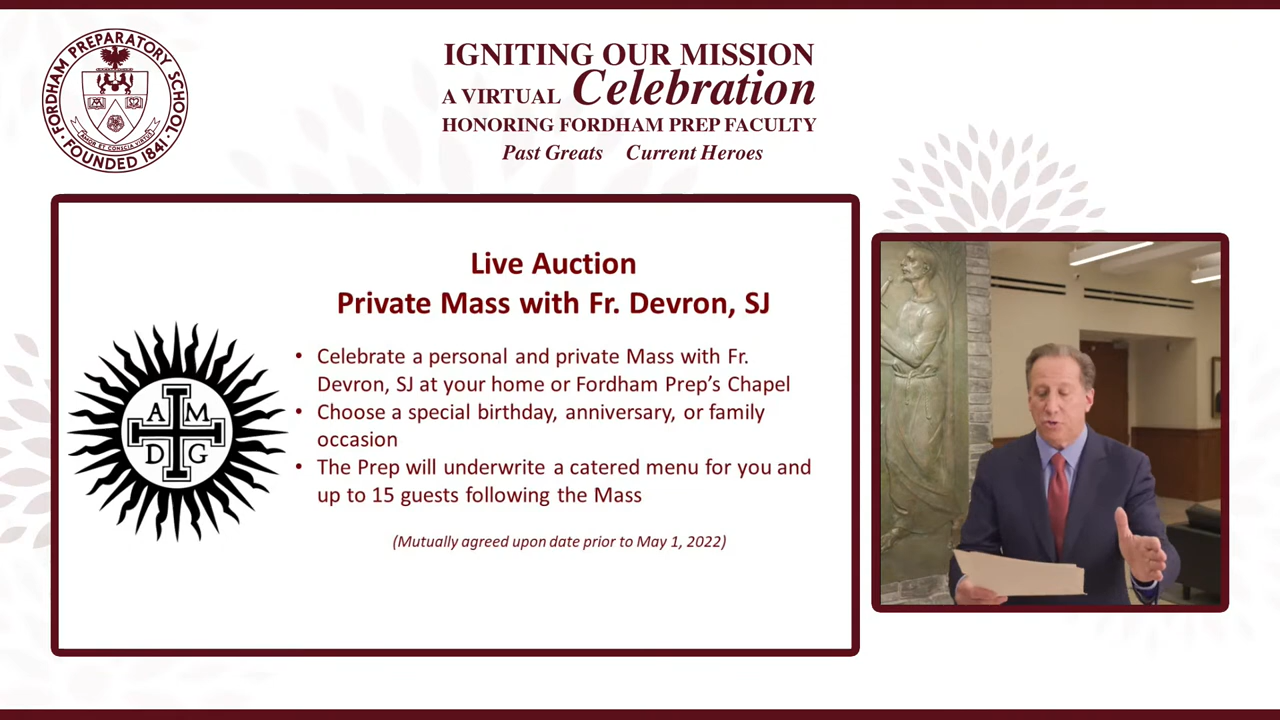 FORDHAM PREPARATORY SCHOOL
FOUNDED 1841
IGNITING OUR MISSION
A VIRTUAL Celebration
HONORING FORDHAM PREP FACULTY
Past Greats Current Heroes
Live Auction
Private Mass with Fr. Devron, SJ
• Celebrate a personal and private Mass with Fr.
Devron, SJ at your home or Fordham Prep's Chapel
• Choose a special birthday, anniversary, or family
occasion
• The Prep will underwrite a catered menu for you and
up to 15 guests following the Mass
(Mutually agreed upon date prior to May 1, 2022)
A M
D G